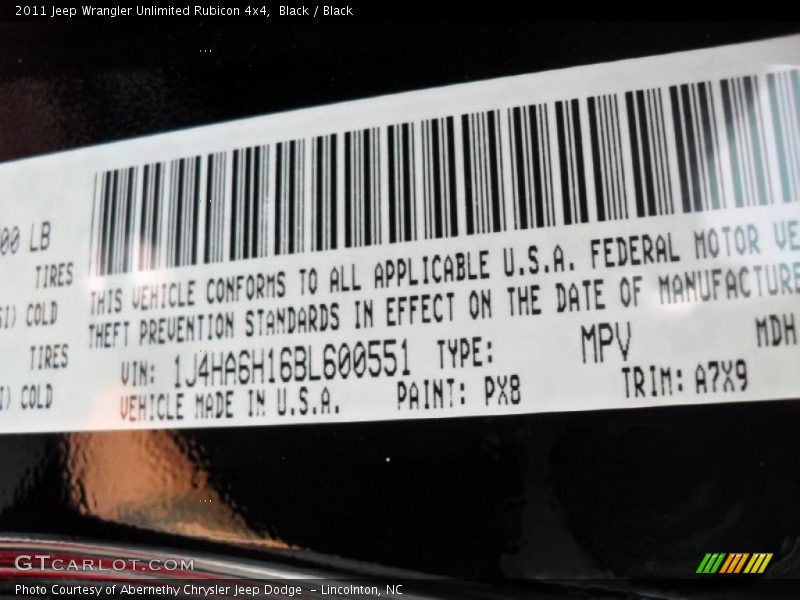 2011 Jeep Wrangler Unlimited Rubicon 4x4, Black / Black
00 LB
TIRES
COLD
TIRES
COLD
THIS VEHICLE CONFORMS TO ALL APPLICABLE U.S.A. FEDERAL MOTOR VE
THEFT PREVENTION STANDARDS IN EFFECT ON THE DATE OF MANUFACTURE
VIN: 1J4HA6H16BL600551 TYPE: MPV MDH
VEHICLE MADE IN U.S.A. PAINT: PX8 TRIM: A7X9
GTCARLOT.COM
Photo Courtesy of Abernethy Chrysler Jeep Dodge – Lincolnton, NC